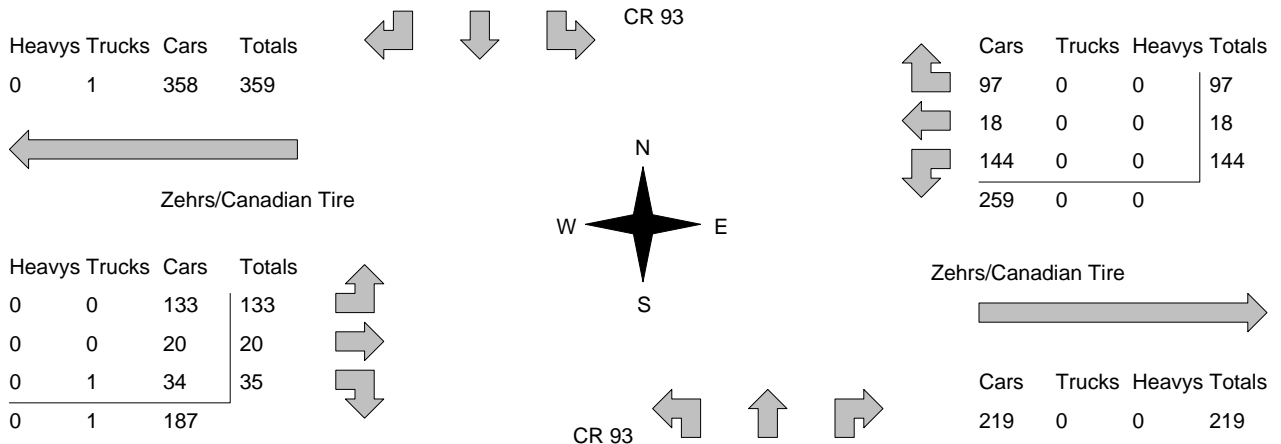 CR 93
Heavys Trucks Cars Totals
0 1 358 359
Zehrs/Canadian Tire
Heavys Trucks Cars Totals
0 0 133 133
0 0 20 20
0 1 34 35
0 1 187
N
W E
S
CR 93
Cars Trucks Heavys Totals
97 0 0 97
18 0 0 18
144 0 0 144
259 0 0
Zehrs/Canadian Tire
Cars Trucks Heavys Totals
219 0 0 219